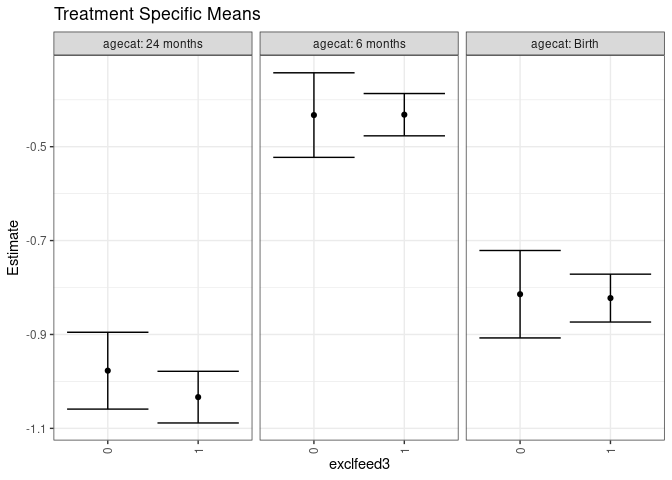 Treatment Specific Means
agecat: 24 months
agecat: 6 months
agecat: Birth
Estimate
-0.5
-0.7
-0.9
-1.1
0
1
0
1
0
1
exclfeed3